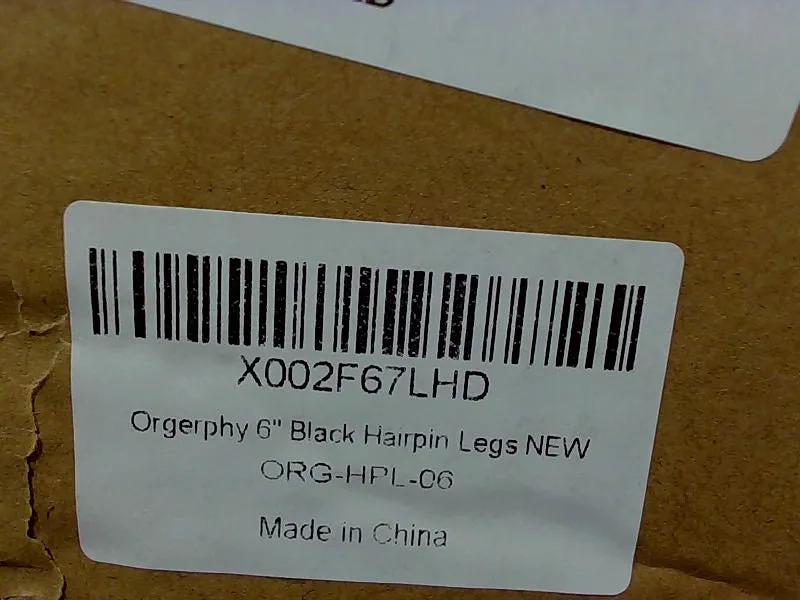 X002F67LHD
Orgerphy 6" Black Hairpin Legs NEW
ORG-HPL-06
Made in China